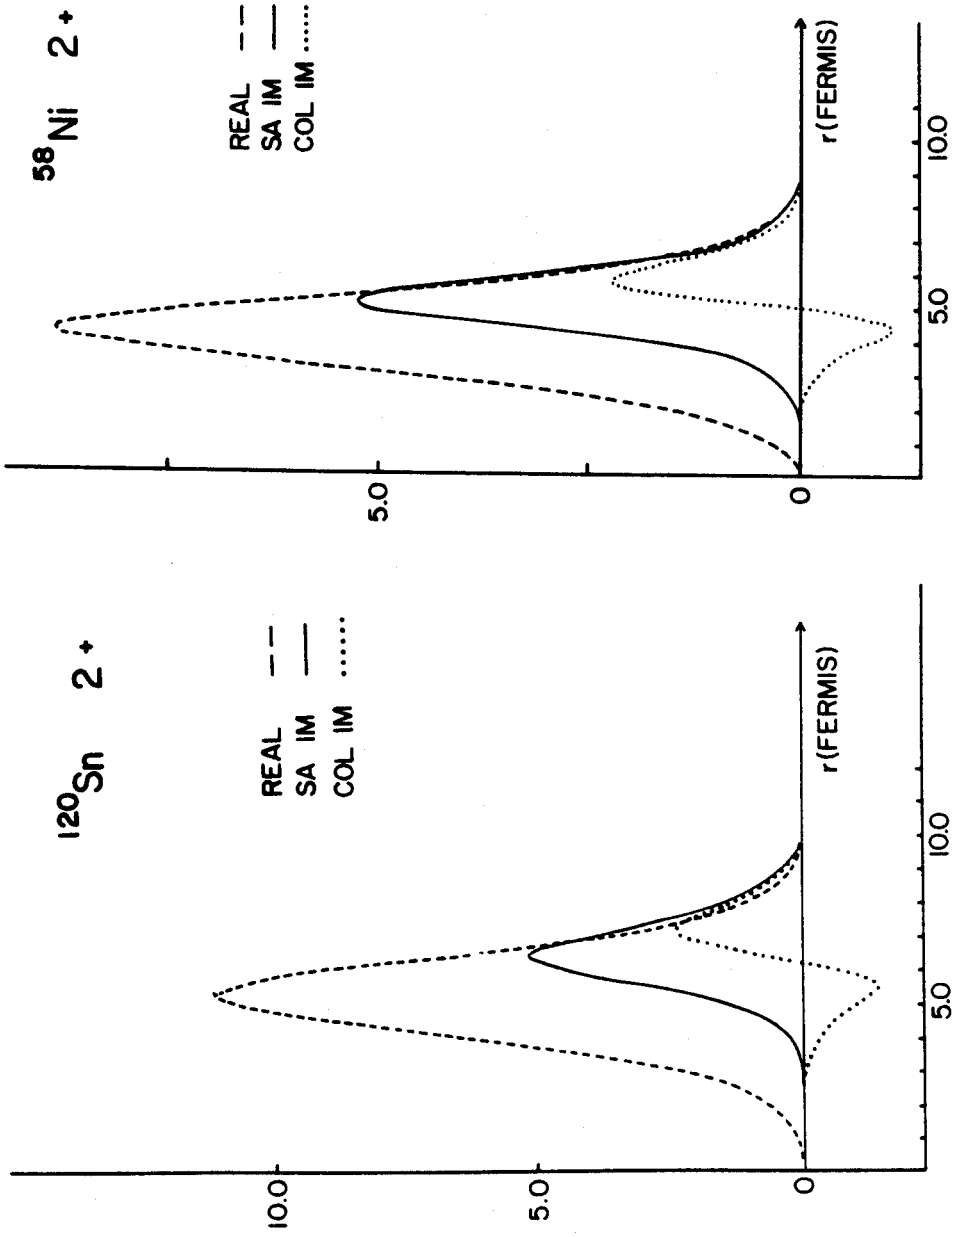 58Ni 2+
REAL
SA IM
COL IM
5.0
0
r (FERMIS)
5.0
10.0
120Sn 2+
REAL
SA IM
COL IM
10.0
5.0
0
r (FERMIS)
5.0
10.0